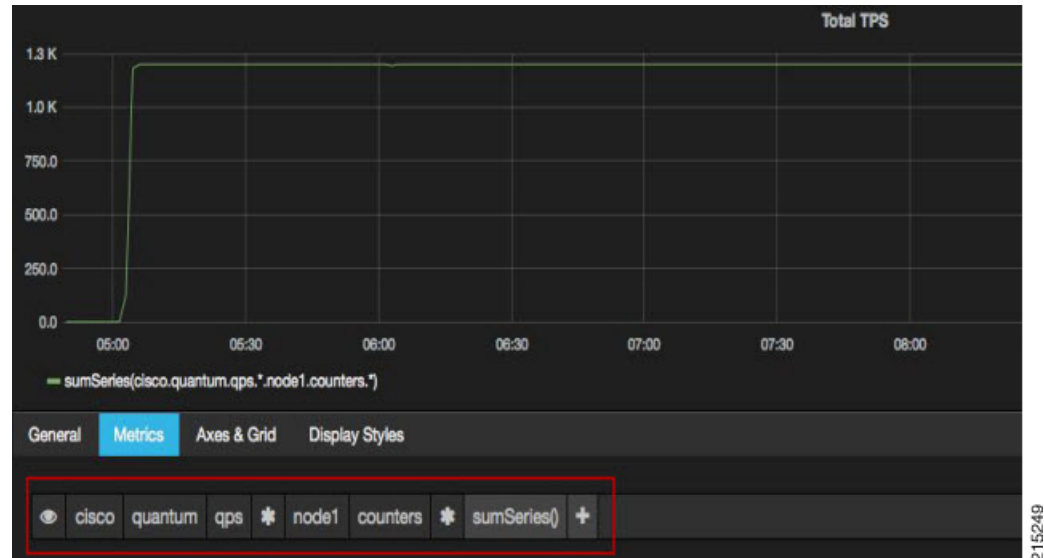 Total TPS
1.3 K
1.0 K
750.0
500.0
250.0
0.0
05:00 05:30 06:00 06:30 07:00 07:30 08:00
sumSeries(cisco.quantum.qps.*.node1.counters.*)
General Metrics Axes & Grid Display Styles
cisco quantum qps * node1 counters * sumSeries() +
215249